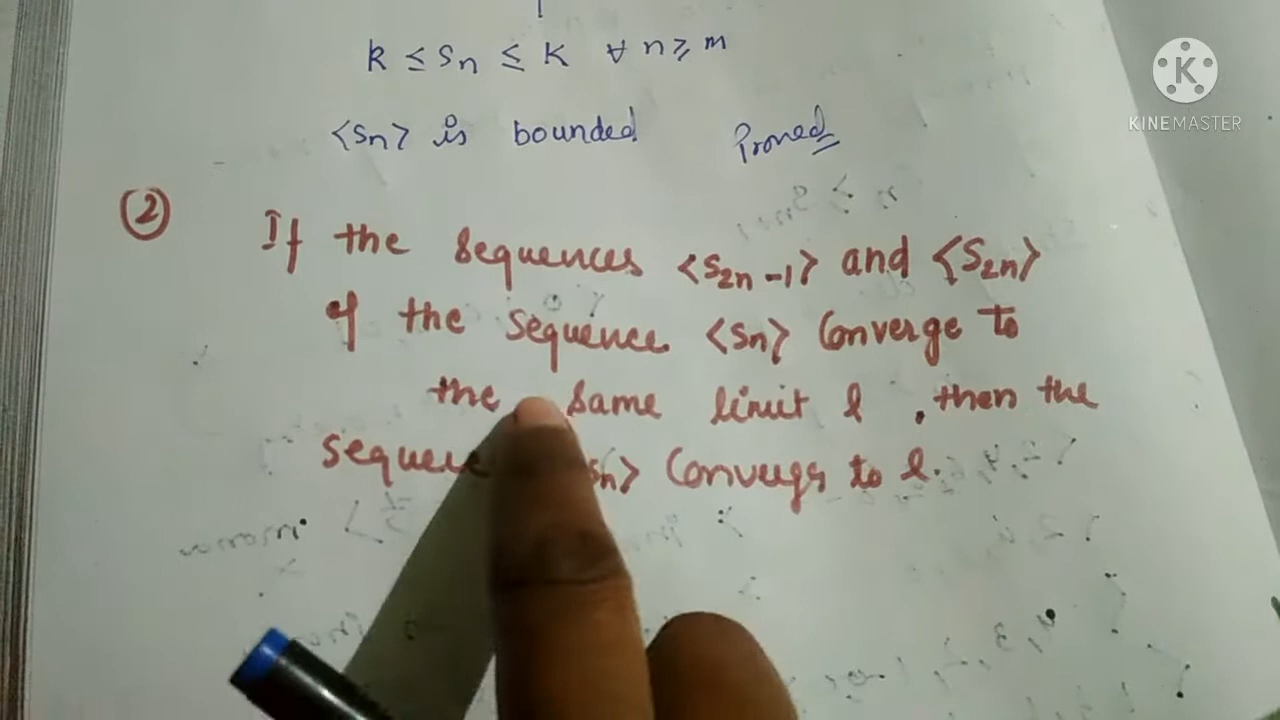 k ≤ Sn ≤ K ∀ n ≥ m
<Sn> is bounded Proved
KINEMASTER
② If the sequences <S2n-1> and <S2n>
of the sequence <Sn> Converge to
the same limit l , then the
Sn> Converges to l.